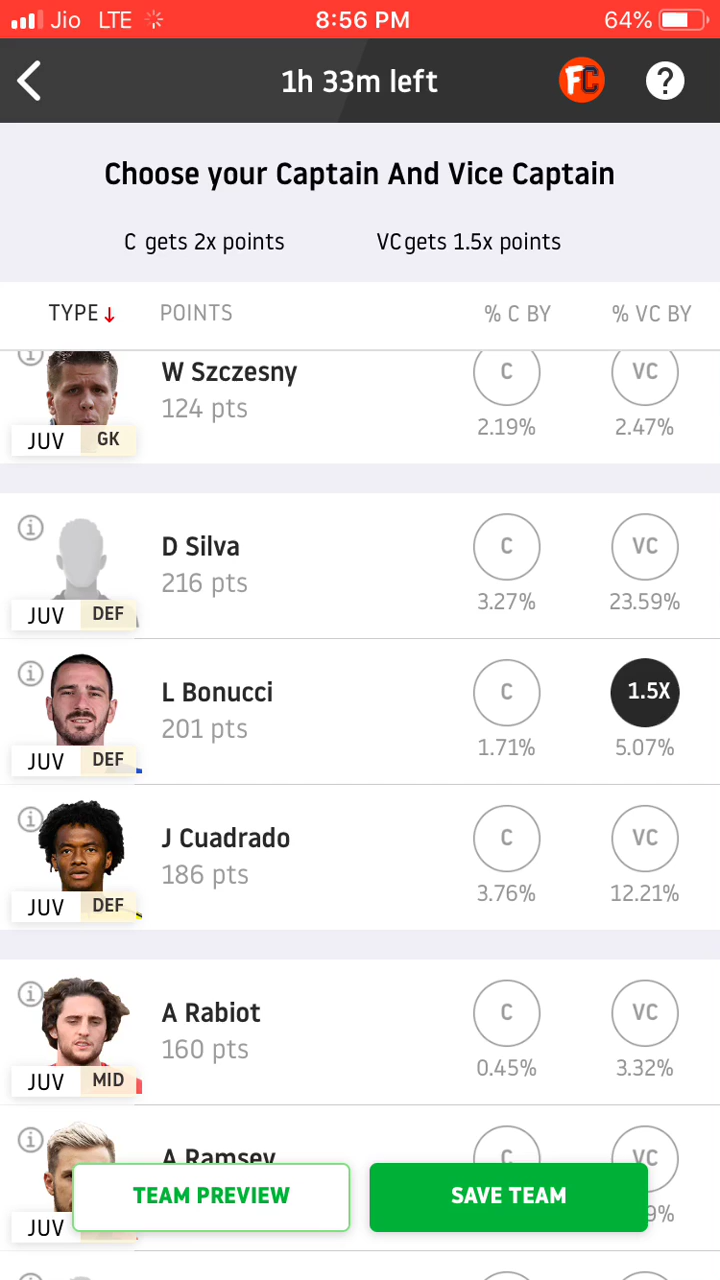 Jio LTE 8:56 PM 64%
1h 33m left FC ?
Choose your Captain And Vice Captain
C gets 2x points VC gets 1.5x points
TYPE↓ POINTS % C BY % VC BY
W Szczesny C VC
124 pts
JUV GK 2.19% 2.47%
D Silva C VC
216 pts
JUV DEF 3.27% 23.59%
L Bonucci C 1.5X
201 pts
JUV DEF 1.71% 5.07%
J Cuadrado C VC
186 pts
JUV DEF 3.76% 12.21%
A Rabiot C VC
160 pts
JUV MID 0.45% 3.32%
A Ramsey C VC
TEAM PREVIEW SAVE TEAM
JUV 9%